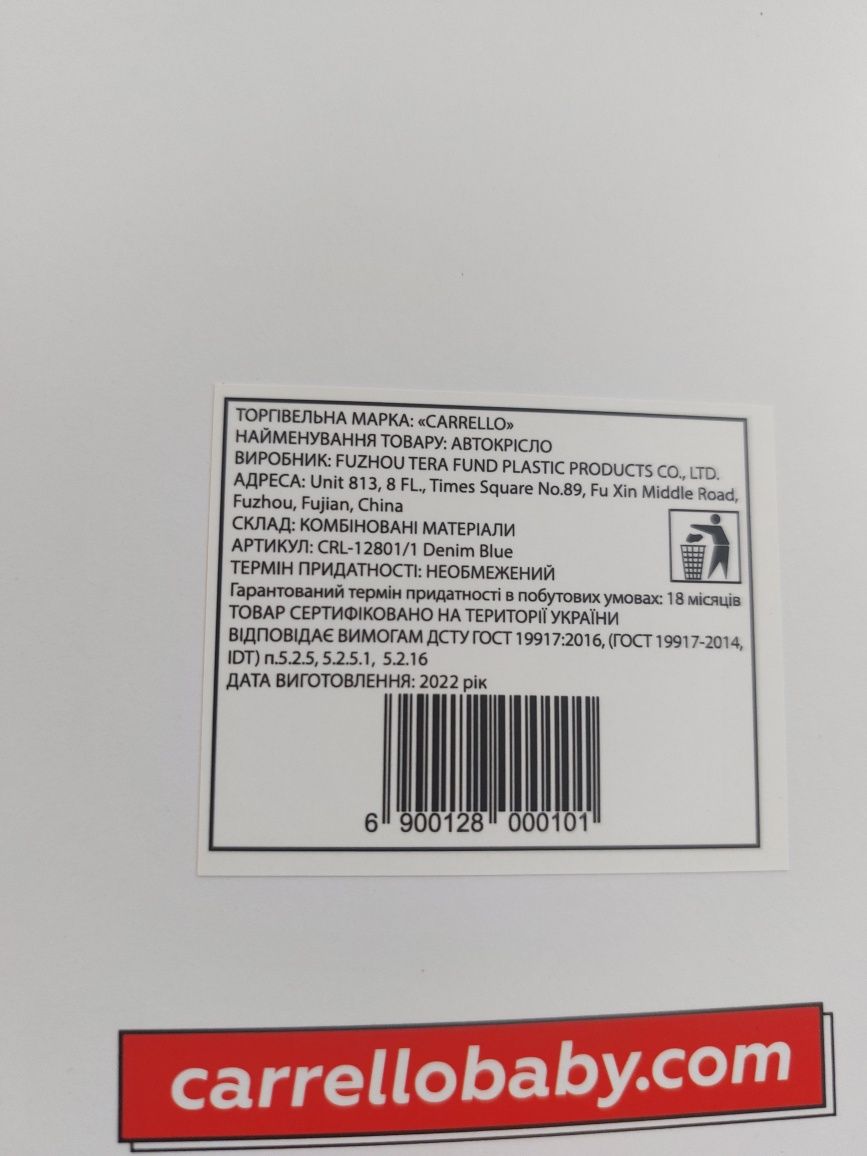 ТОРГІВЕЛЬНА МАРКА: «CARRELLO»
НАЙМЕНУВАННЯ ТОВАРУ: АВТОКРІСЛО
ВИРОБНИК: FUZHOU TERA FUND PLASTIC PRODUCTS CO., LTD.
АДРЕСА: Unit 813, 8 FL., Times Square No.89, Fu Xin Middle Road,
Fuzhou, Fujian, China
СКЛАД: КОМБІНОВАНІ МАТЕРІАЛИ
АРТИКУЛ: CRL-12801/1 Denim Blue
ТЕРМІН ПРИДАТНОСТІ: НЕОБМЕЖЕНИЙ
Гарантований термін придатності в побутових умовах: 18 місяців
ТОВАР СЕРТИФІКОВАНО НА ТЕРИТОРІЇ УКРАЇНИ
ВІДПОВІДАЄ ВИМОГАМ ДСТУ ГОСТ 19917:2016, (ГОСТ 19917-2014,
IDT) п.5.2.5, 5.2.5.1, 5.2.16
ДАТА ВИГОТОВЛЕННЯ: 2022 рік
6 900128 000101
carrellobaby.com